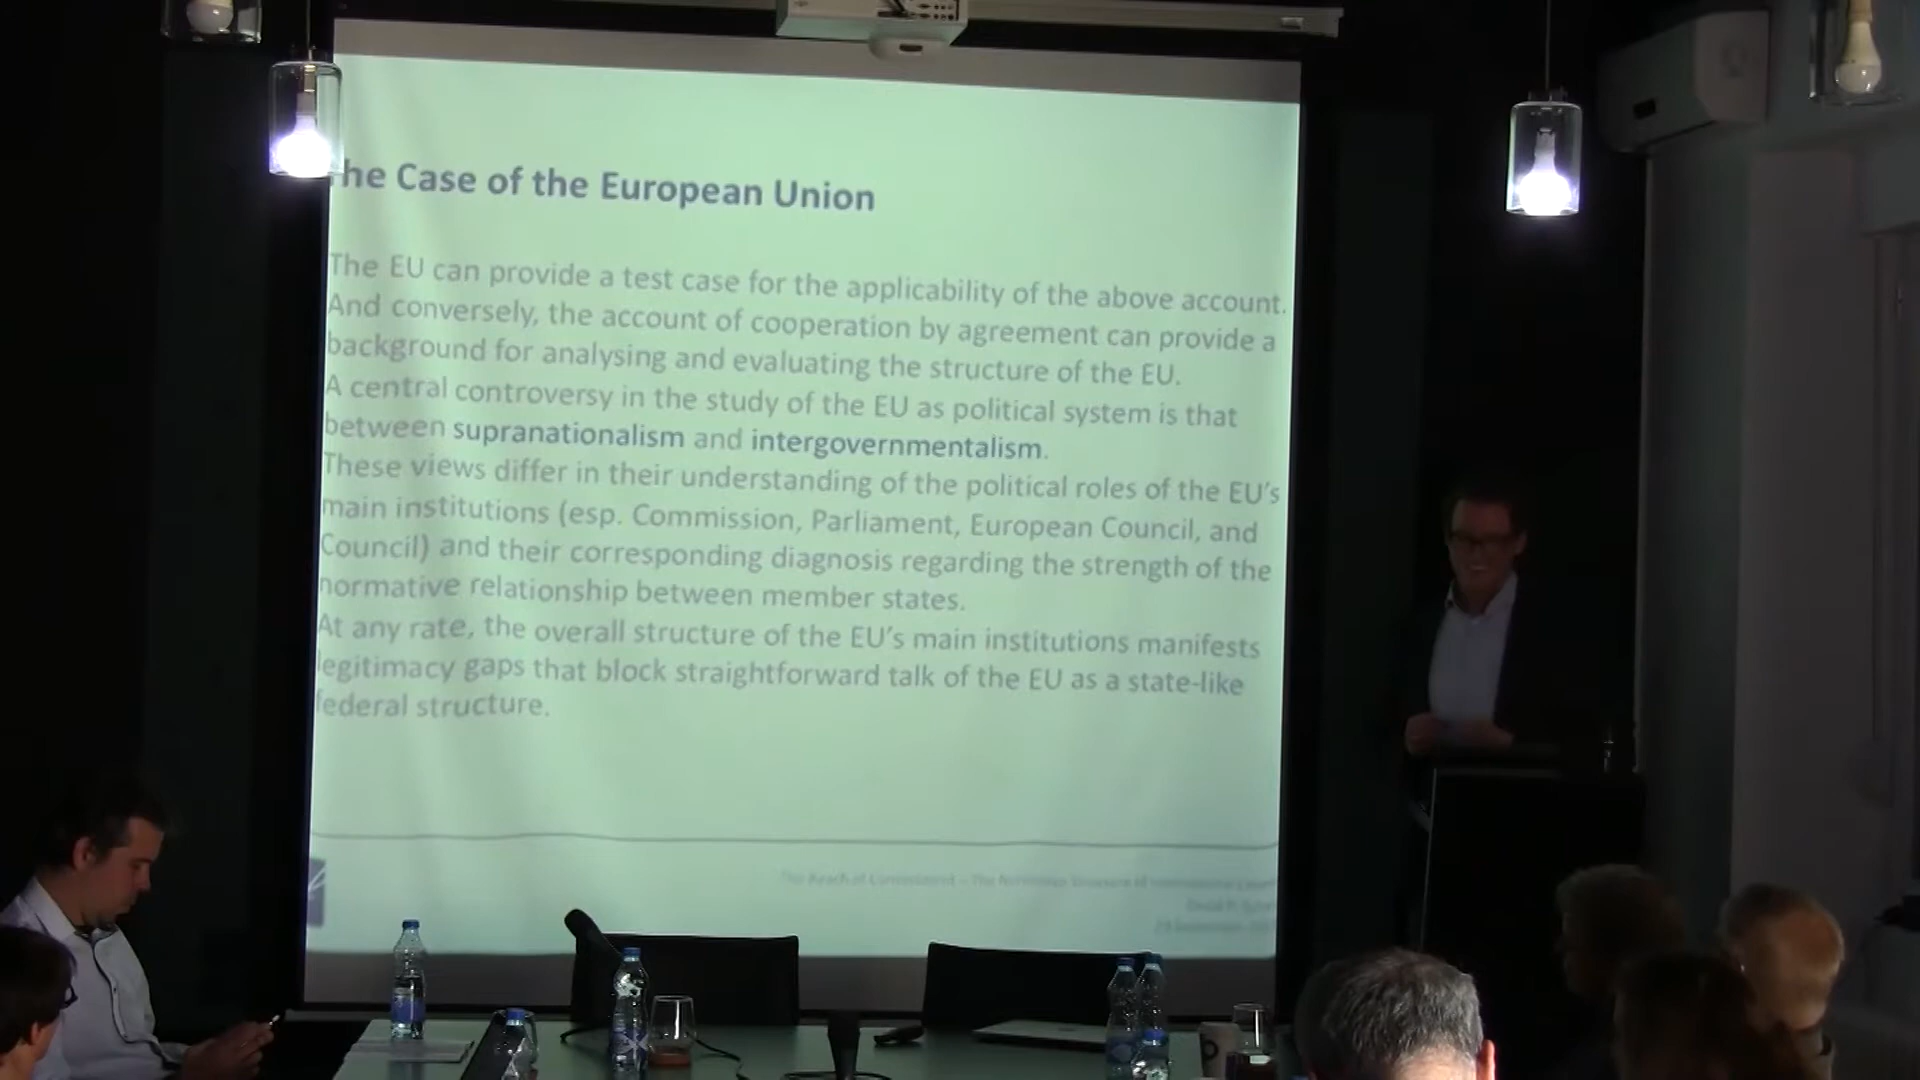 The Case of the European Union
The EU can provide a test case for the applicability of the above account.
And conversely, the account of cooperation by agreement can provide a
background for analysing and evaluating the structure of the EU.
A central controversy in the study of the EU as political system is that
between supranationalism and intergovernmentalism.
These views differ in their understanding of the political roles of the EU's
main institutions (esp. Commission, Parliament, European Council, and
Council) and their corresponding diagnosis regarding the strength of the
normative relationship between member states.
At any rate, the overall structure of the EU's main institutions manifests
legitimacy gaps that block straightforward talk of the EU as a state-like
federal structure.